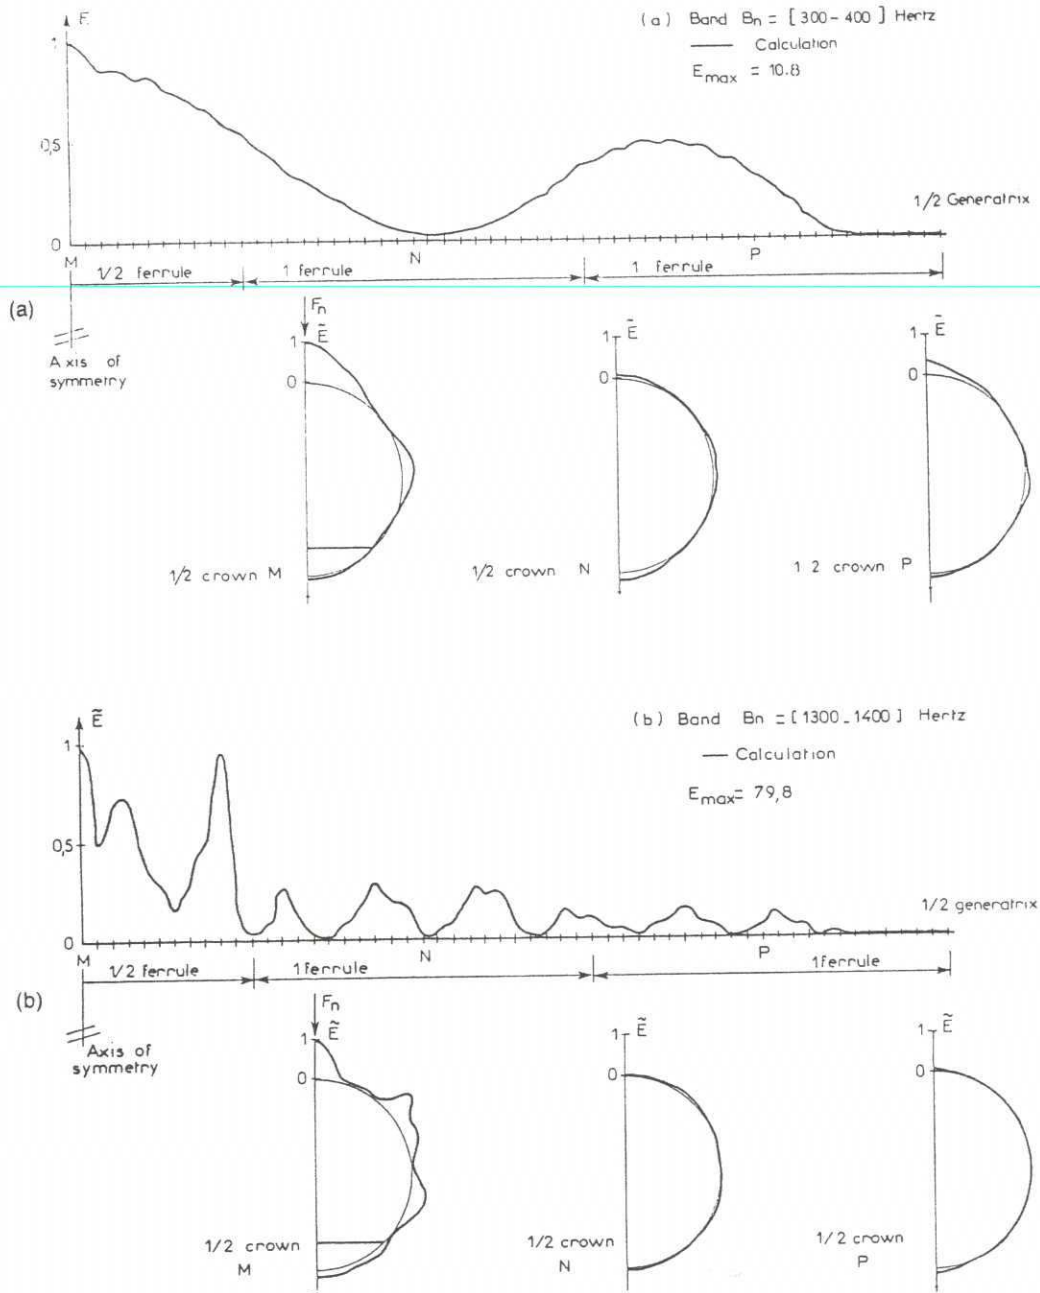 E
(a) Band Bn = [300-400] Hertz
Calculation
Emax = 10.8
1
0,5
0
1/2 Generatrix
M N P
1/2 ferrule 1 ferrule 1 ferrule
(a)
Axis of
symmetry
Fn
1 Ẽ
0
1/2 crown M
1 Ẽ
0
1/2 crown N
1 Ẽ
0
1 2 crown P
Ẽ
(b) Band Bn = [1300-1400] Hertz
Calculation
Emax= 79,8
1
0,5
0
1/2 generatrix
M N P
1/2 ferrule 1 ferrule 1 ferrule
(b)
Axis of
symmetry
Fn
1 Ẽ
0
1/2 crown
M
1 Ẽ
0
1/2 crown
N
1 Ẽ
0
1/2 crown
P